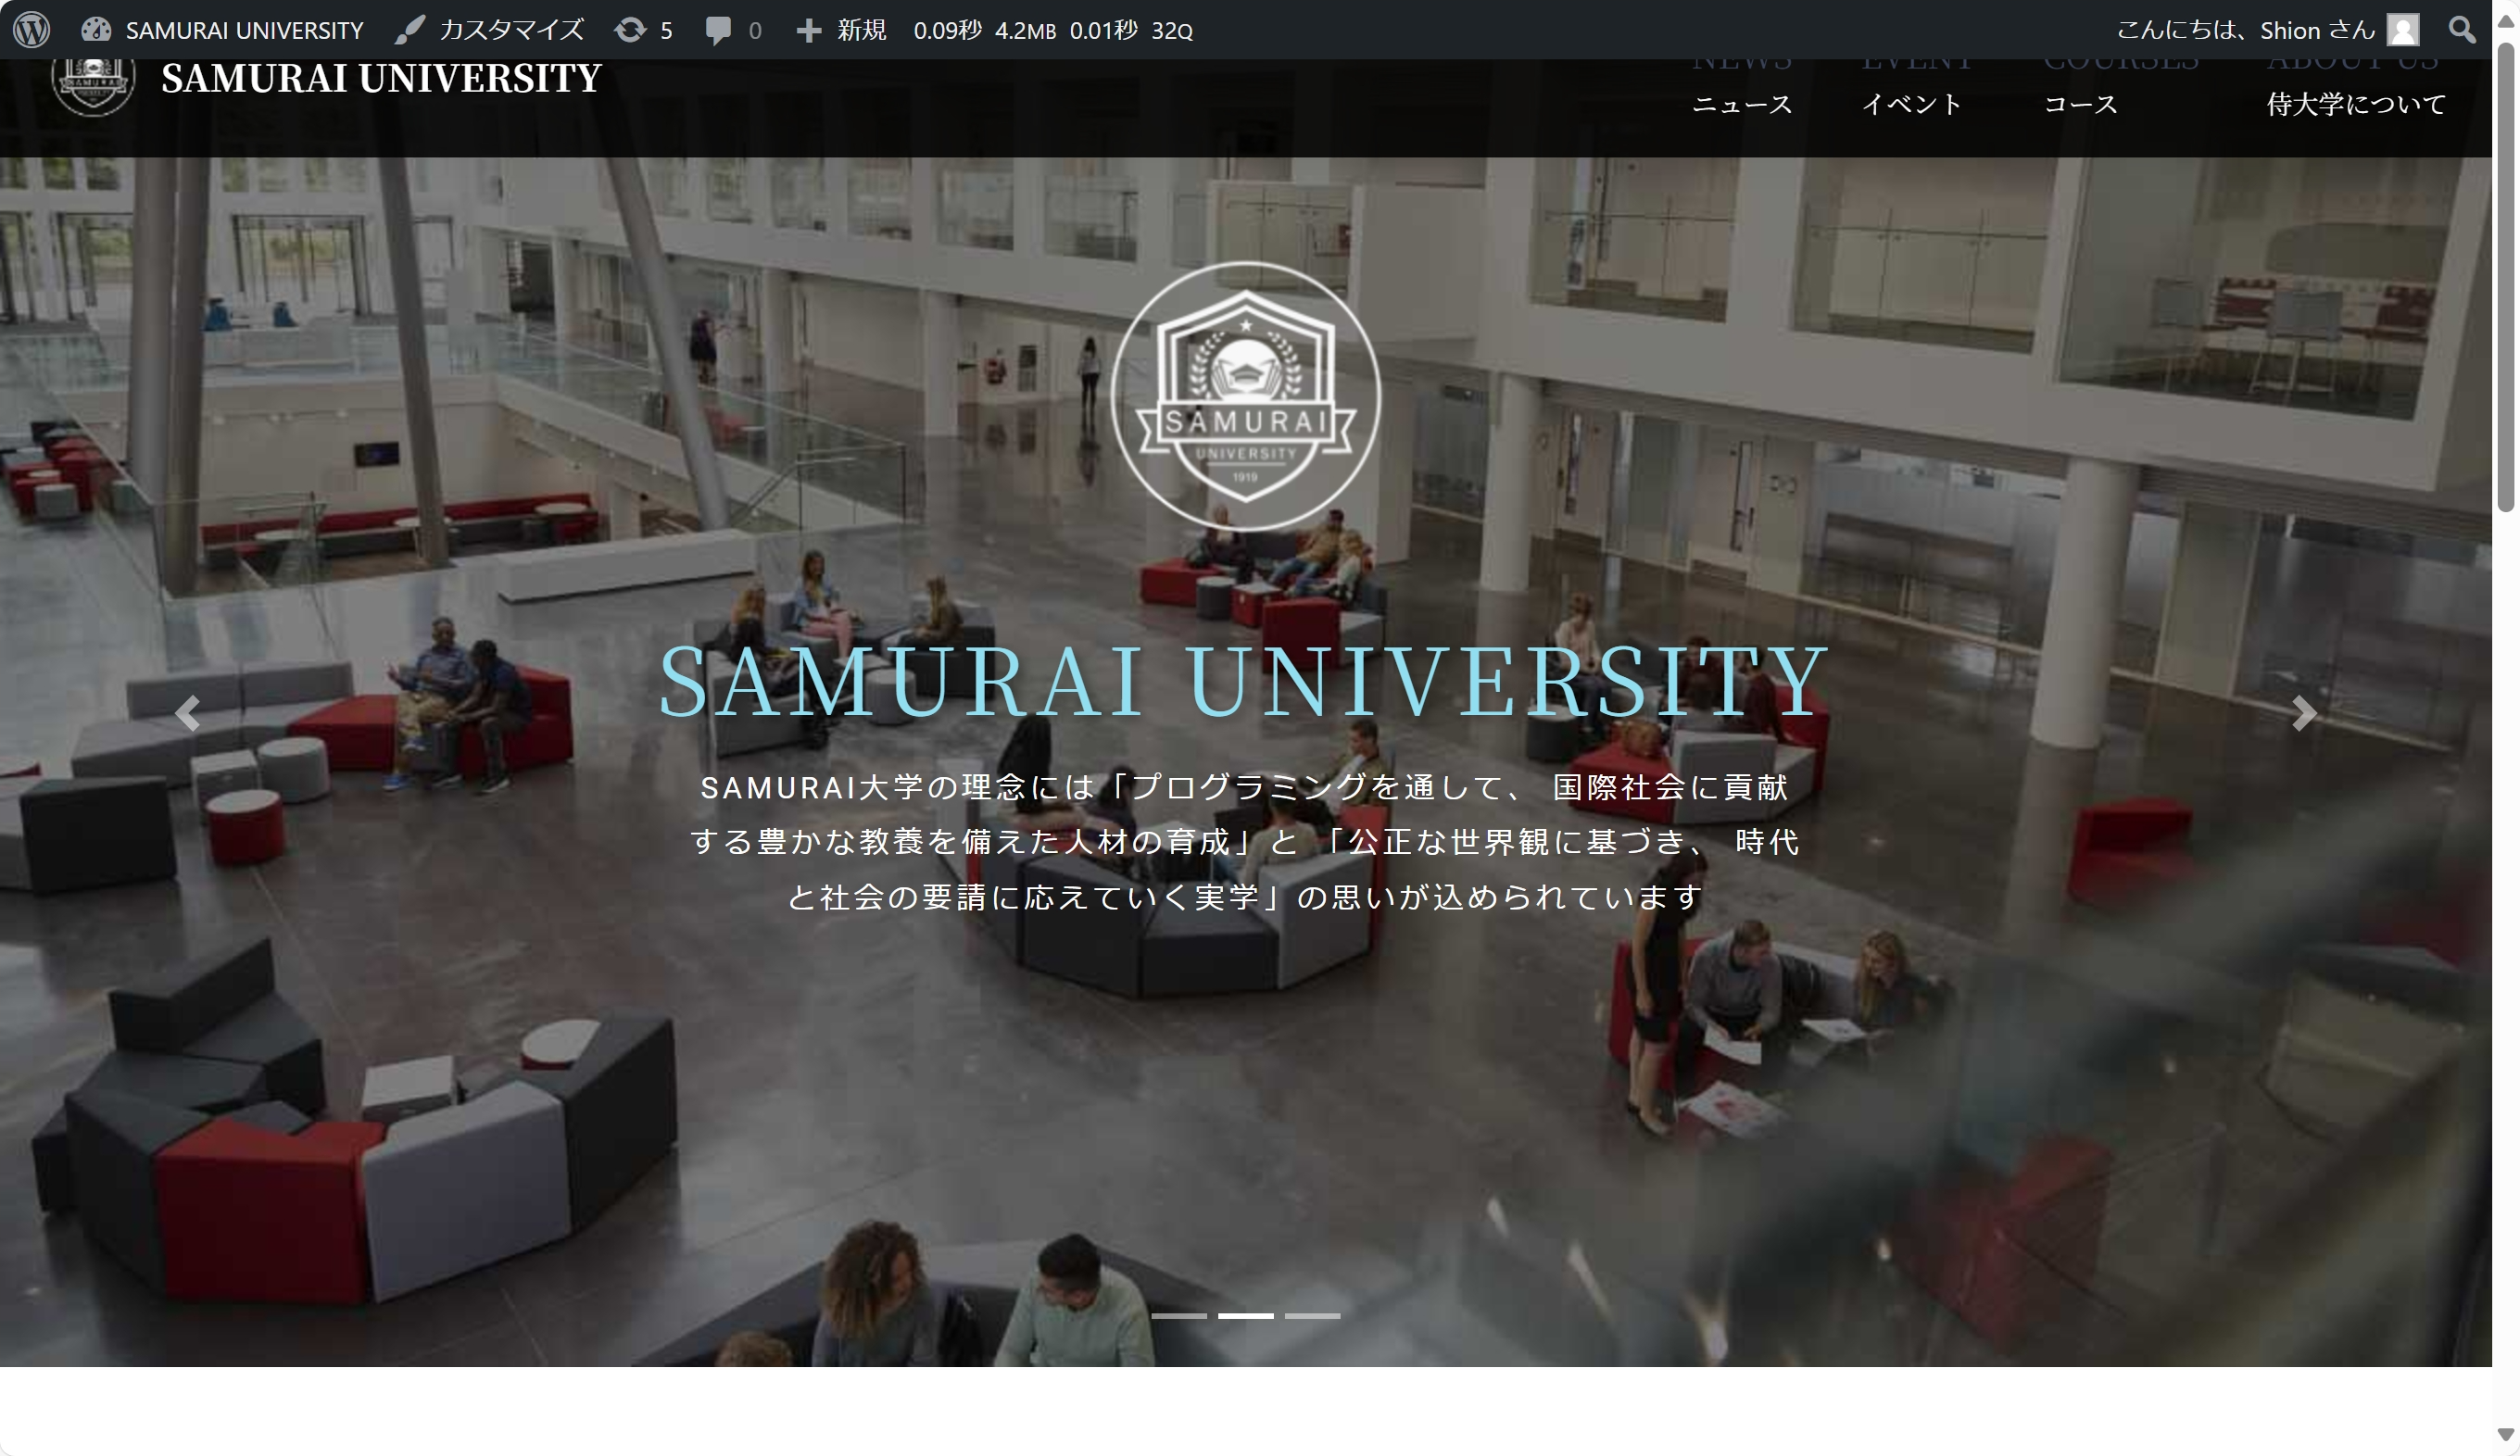 SAMURAI UNIVERSITY
カスタマイズ
5
0
新規
0.09秒 4.2MB 0.01秒 32Q
こんにちは、Shion さん
SAMURAI UNIVERSITY
NEWS
ニュース
EVENT
イベント
COURSES
コース
ABOUT US
侍大学について
SAMURAI
UNIVERSITY
1919
SAMURAI UNIVERSITY
SAMURAI大学の理念には「プログラミングを通して、 国際社会に貢献
する豊かな教養を備えた人材の育成」と 「公正な世界観に基づき、 時代
と社会の要請に応えていく実学」の思いが込められています